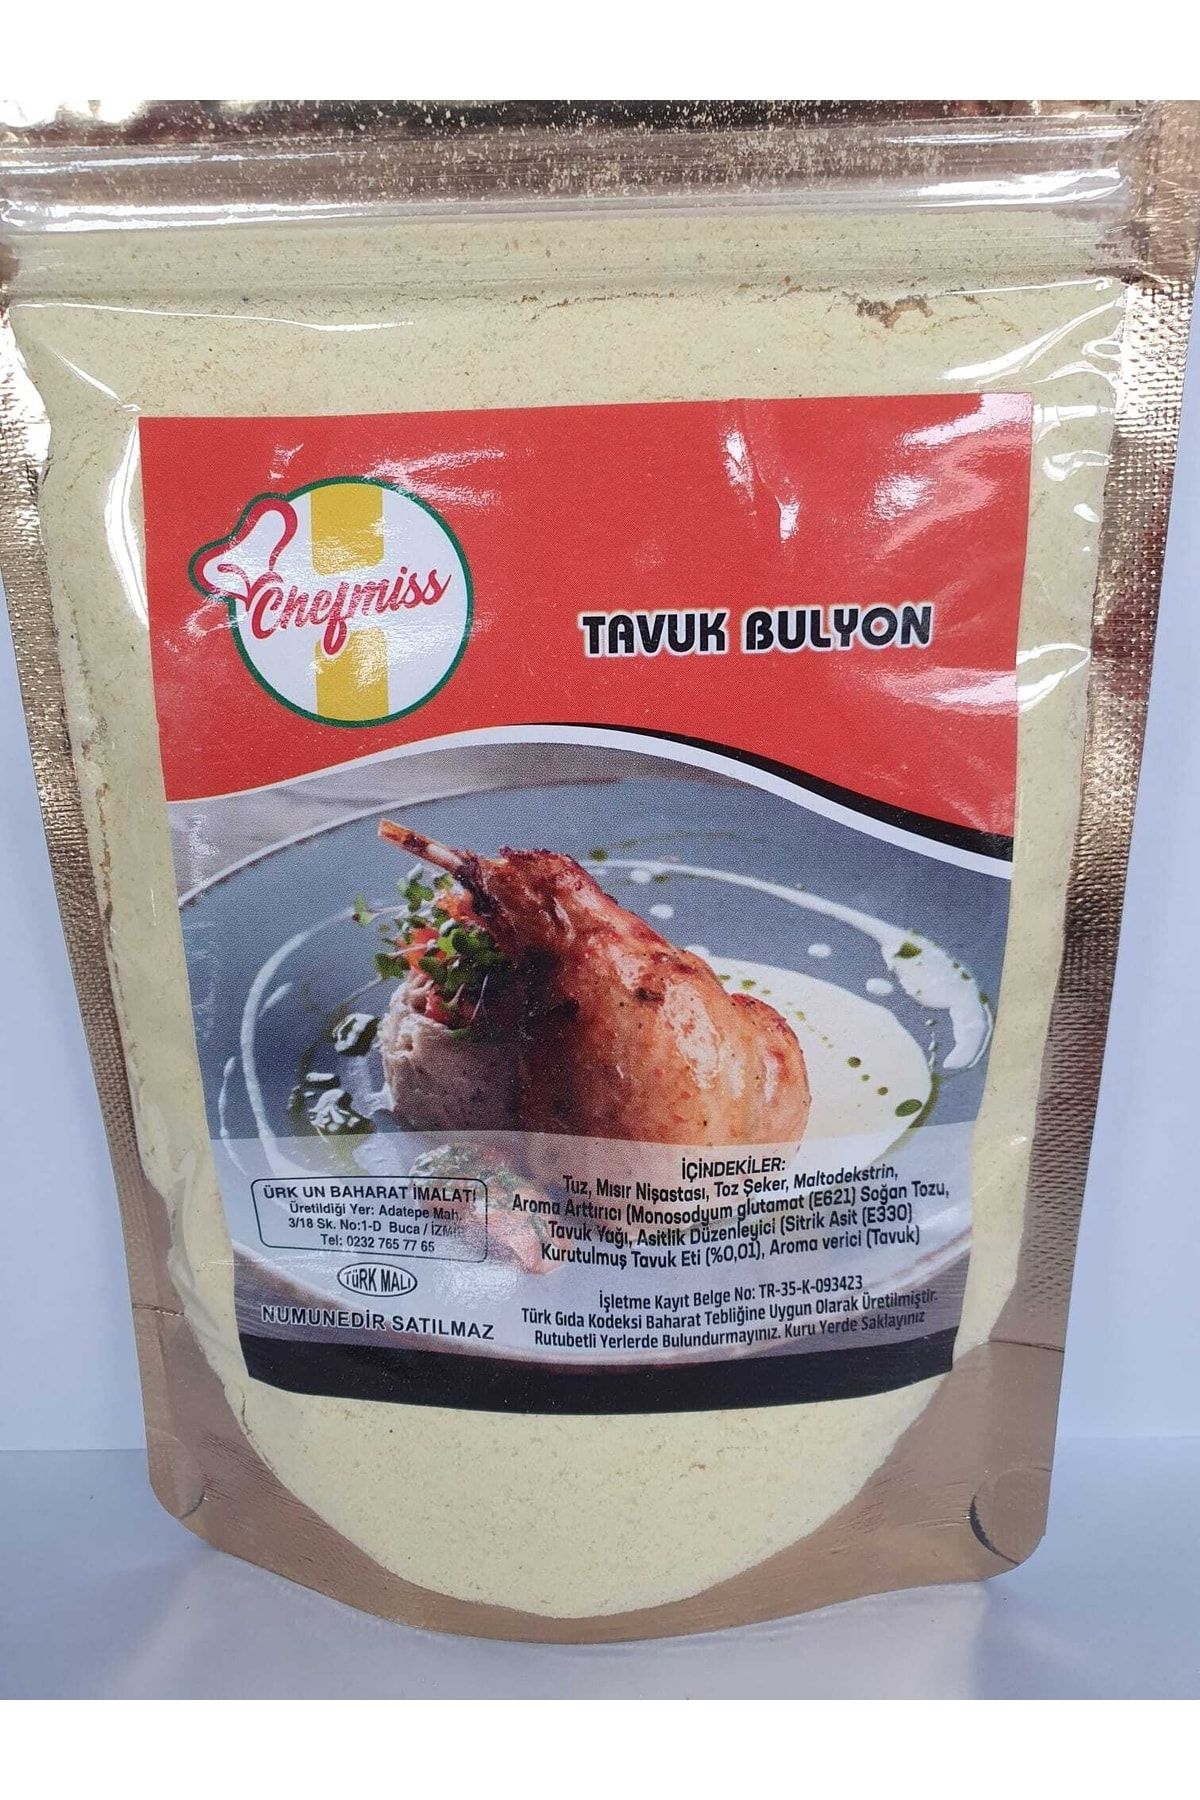 Chefmiss
TAVUK BULYON
ÜRK UN BAHARAT İMALATI
Üretildiği Yer: Adatepe Mah.
3/18 Sk. No:1-D Buca / İZMİR
Tel: 0232 765 77 65
TÜRK MALI
NUMUNEDİR SATILMAZ
İÇİNDEKİLER:
Tuz, Mısır Nişastası, Toz Şeker, Maltodekstrin,
Aroma Arttırıcı (Monosodyum glutamat (E621) Soğan Tozu,
Tavuk Yağı, Asitlik Düzenleyici (Sitrik Asit (E330)
Kurutulmuş Tavuk Eti (%0,01), Aroma verici (Tavuk)
İşletme Kayıt Belge No: TR-35-K-093423
Türk Gıda Kodeksi Baharat Tebliğine Uygun Olarak Üretilmiştir.
Rutubetli Yerlerde Bulundurmayınız. Kuru Yerde Saklayınız